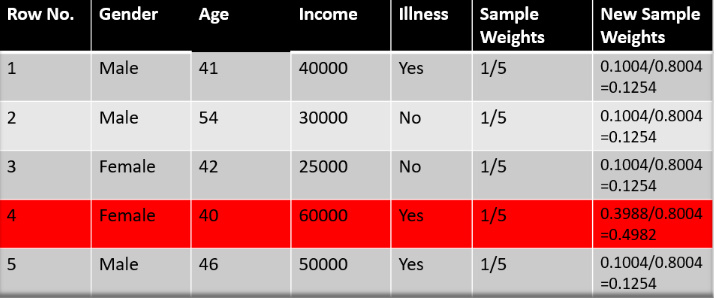 Row No. Gender Age Income Illness Sample Weights New Sample Weights
1 Male 41 40000 Yes 1/5 0.1004/0.8004 =0.1254
2 Male 54 30000 No 1/5 0.1004/0.8004 =0.1254
3 Female 42 25000 No 1/5 0.1004/0.8004 =0.1254
4 Female 40 60000 Yes 1/5 0.3988/0.8004 =0.4982
5 Male 46 50000 Yes 1/5 0.1004/0.8004 =0.1254